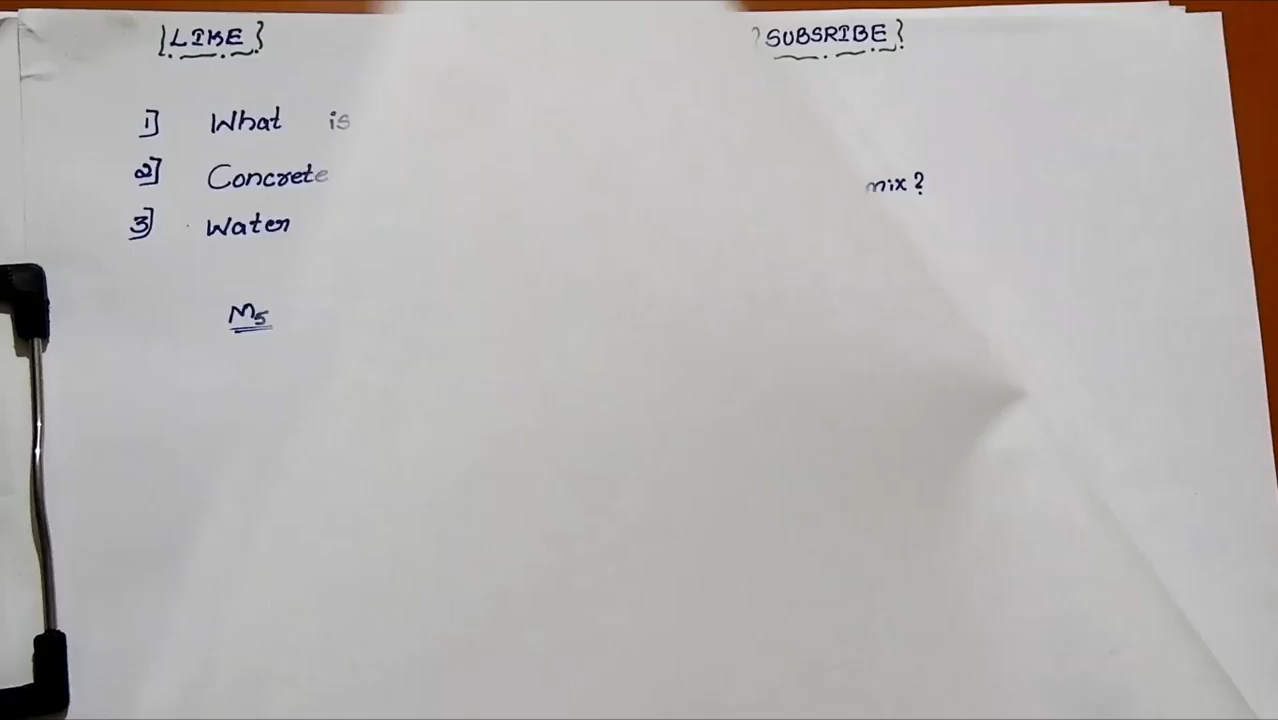 {LIKE} {SUBSRIBE}
1] What is
2] Concrete mix?
3] Water
M5